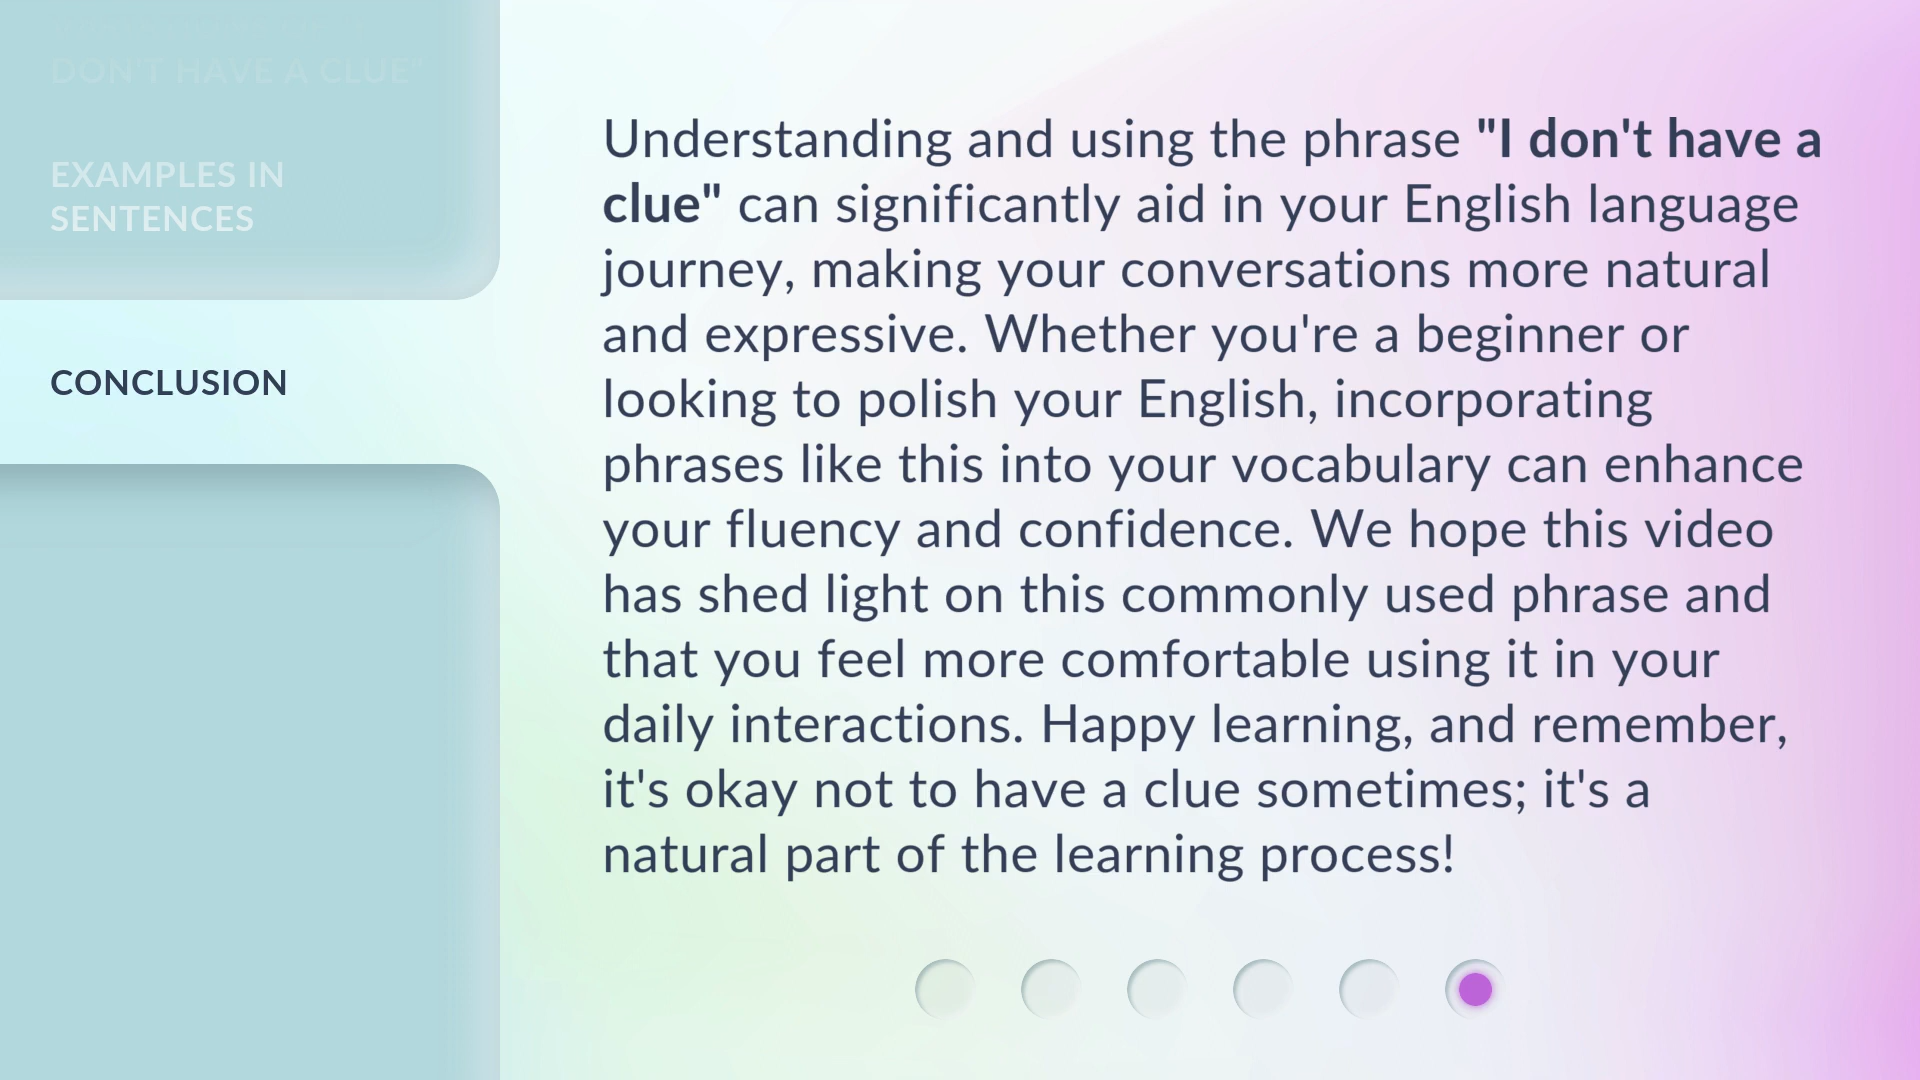 DON'T HAVE A CLUE"
EXAMPLES IN
SENTENCES
CONCLUSION
Understanding and using the phrase "I don't have a
clue" can significantly aid in your English language
journey, making your conversations more natural
and expressive. Whether you're a beginner or
looking to polish your English, incorporating
phrases like this into your vocabulary can enhance
your fluency and confidence. We hope this video
has shed light on this commonly used phrase and
that you feel more comfortable using it in your
daily interactions. Happy learning, and remember,
it's okay not to have a clue sometimes; it's a
natural part of the learning process!